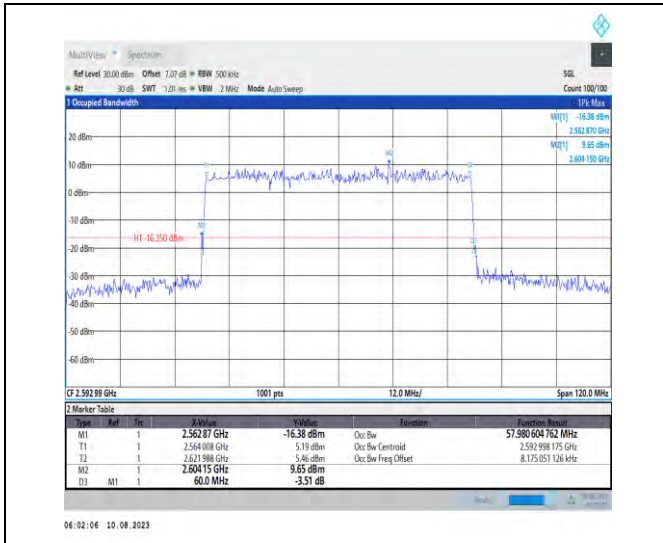 MultiView Spectrum
Ref Level 30.00 dBm Offset 7.07 dB RBW 500 kHz SGL
Att 30 dB SWT 1.01 ms VBW 2 MHz Mode Auto Sweep Count 100/100
1 Occupied Bandwidth 1Pk Max
M1[1] -16.38 dBm
2.562 870 GHz
M2[1] 9.65 dBm
2.604 150 GHz
20 dBm
10 dBm
0 dBm
-10 dBm
H1 -16.350 dBm
-20 dBm
-30 dBm
-40 dBm
-50 dBm
-60 dBm
M1
T1
M2
CF 2.592 99 GHz 1001 pts 12.0 MHz/ Span 120.0 MHz
2 Marker Table
Type Ref Trc X-Value Y-Value Function Function Result
M1 1 2.562 87 GHz -16.38 dBm Occ Bw 57.980 604 762 MHz
T1 1 2.564 008 GHz 5.19 dBm Occ Bw Centroid 2.592 998 175 GHz
T2 1 2.621 988 GHz 5.46 dBm Occ Bw Freq Offset 8.175 051 126 kHz
M2 1 2.604 15 GHz 9.65 dBm
D3 M1 1 60.0 MHz -3.51 dB
06:02:06 10.08.2023